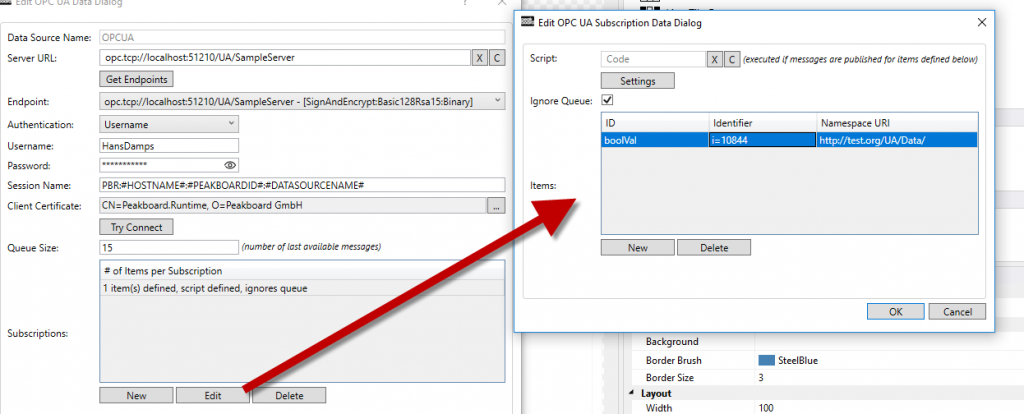 Edit OPC UA Data Dialog
?
Data Source Name: OPCUA
Server URL: opc.tcp://localhost:51210/UA/SampleServer X C
Get Endpoints
Endpoint: opc.tcp://localhost:51210/UA/SampleServer - [SignAndEncrypt:Basic128Rsa15:Binary]
Authentication: Username
Username: HansDamps
Password: ***********
Session Name: PBR:#HOSTNAME#:#PEAKBOARDID#:#DATASOURCENAME#
Client Certificate: CN=Peakboard.Runtime, O=Peakboard GmbH ...
Try Connect
Queue Size: 15 (number of last available messages)
# of Items per Subscription
1 item(s) defined, script defined, ignores queue
Subscriptions:
New Edit Delete
Edit OPC UA Subscription Data Dialog
Script: Code X C (executed if messages are published for items defined below)
Settings
Ignore Queue:
ID Identifier Namespace URI
boolVal i=10844 http://test.org/UA/Data/
Items:
New Delete
OK Cancel
Background
Border Brush SteelBlue
Border Size 3
Layout
Width 100